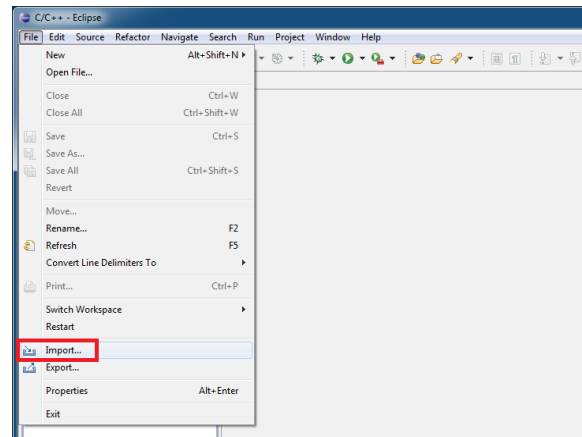 C/C++ - Eclipse
File Edit Source Refactor Navigate Search Run Project Window Help
New Alt+Shift+N
Open File...
Close Ctrl+W
Close All Ctrl+Shift+W
Save Ctrl+S
Save As...
Save All Ctrl+Shift+S
Revert
Move...
Rename... F2
Refresh F5
Convert Line Delimiters To
Print... Ctrl+P
Switch Workspace
Restart
Import...
Export...
Properties Alt+Enter
Exit